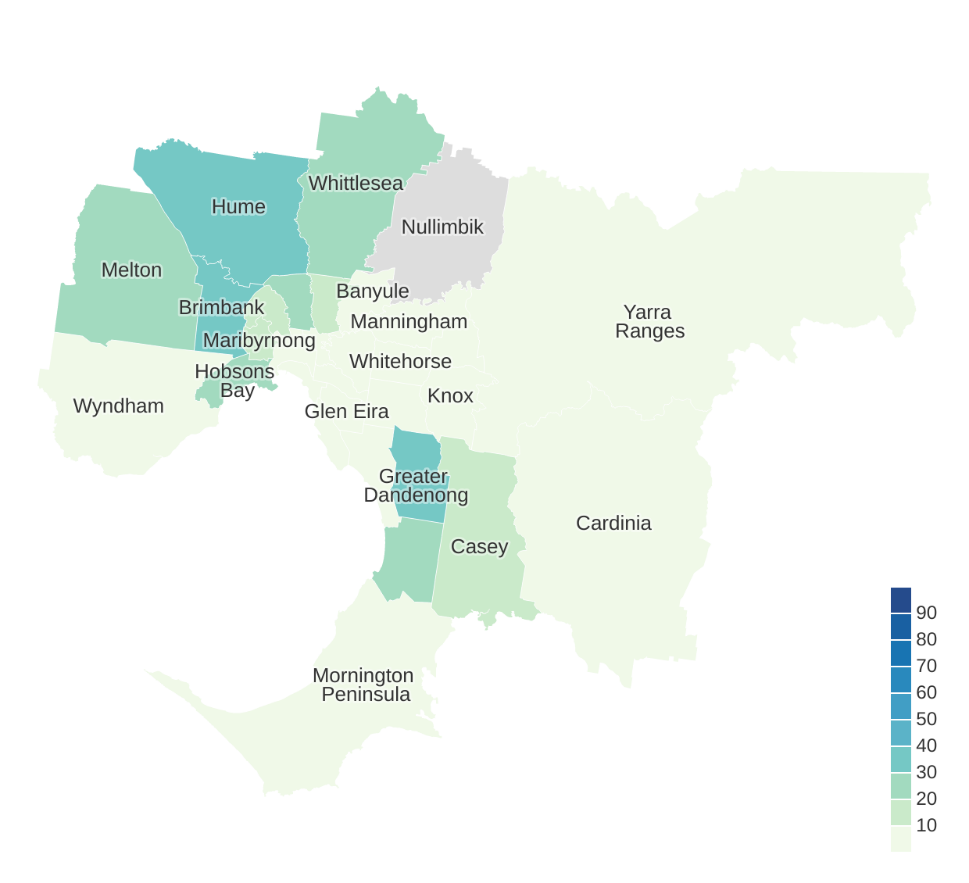 Whittlesea
Hume
Nullimbik
Melton
Banyule
Brimbank
Manningham
Yarra
Ranges
Maribyrnong
Whitehorse
Hobsons
Bay
Knox
Wyndham
Glen Eira
Greater
Dandenong
Cardinia
Casey
Mornington
Peninsula
90
80
70
60
50
40
30
20
10